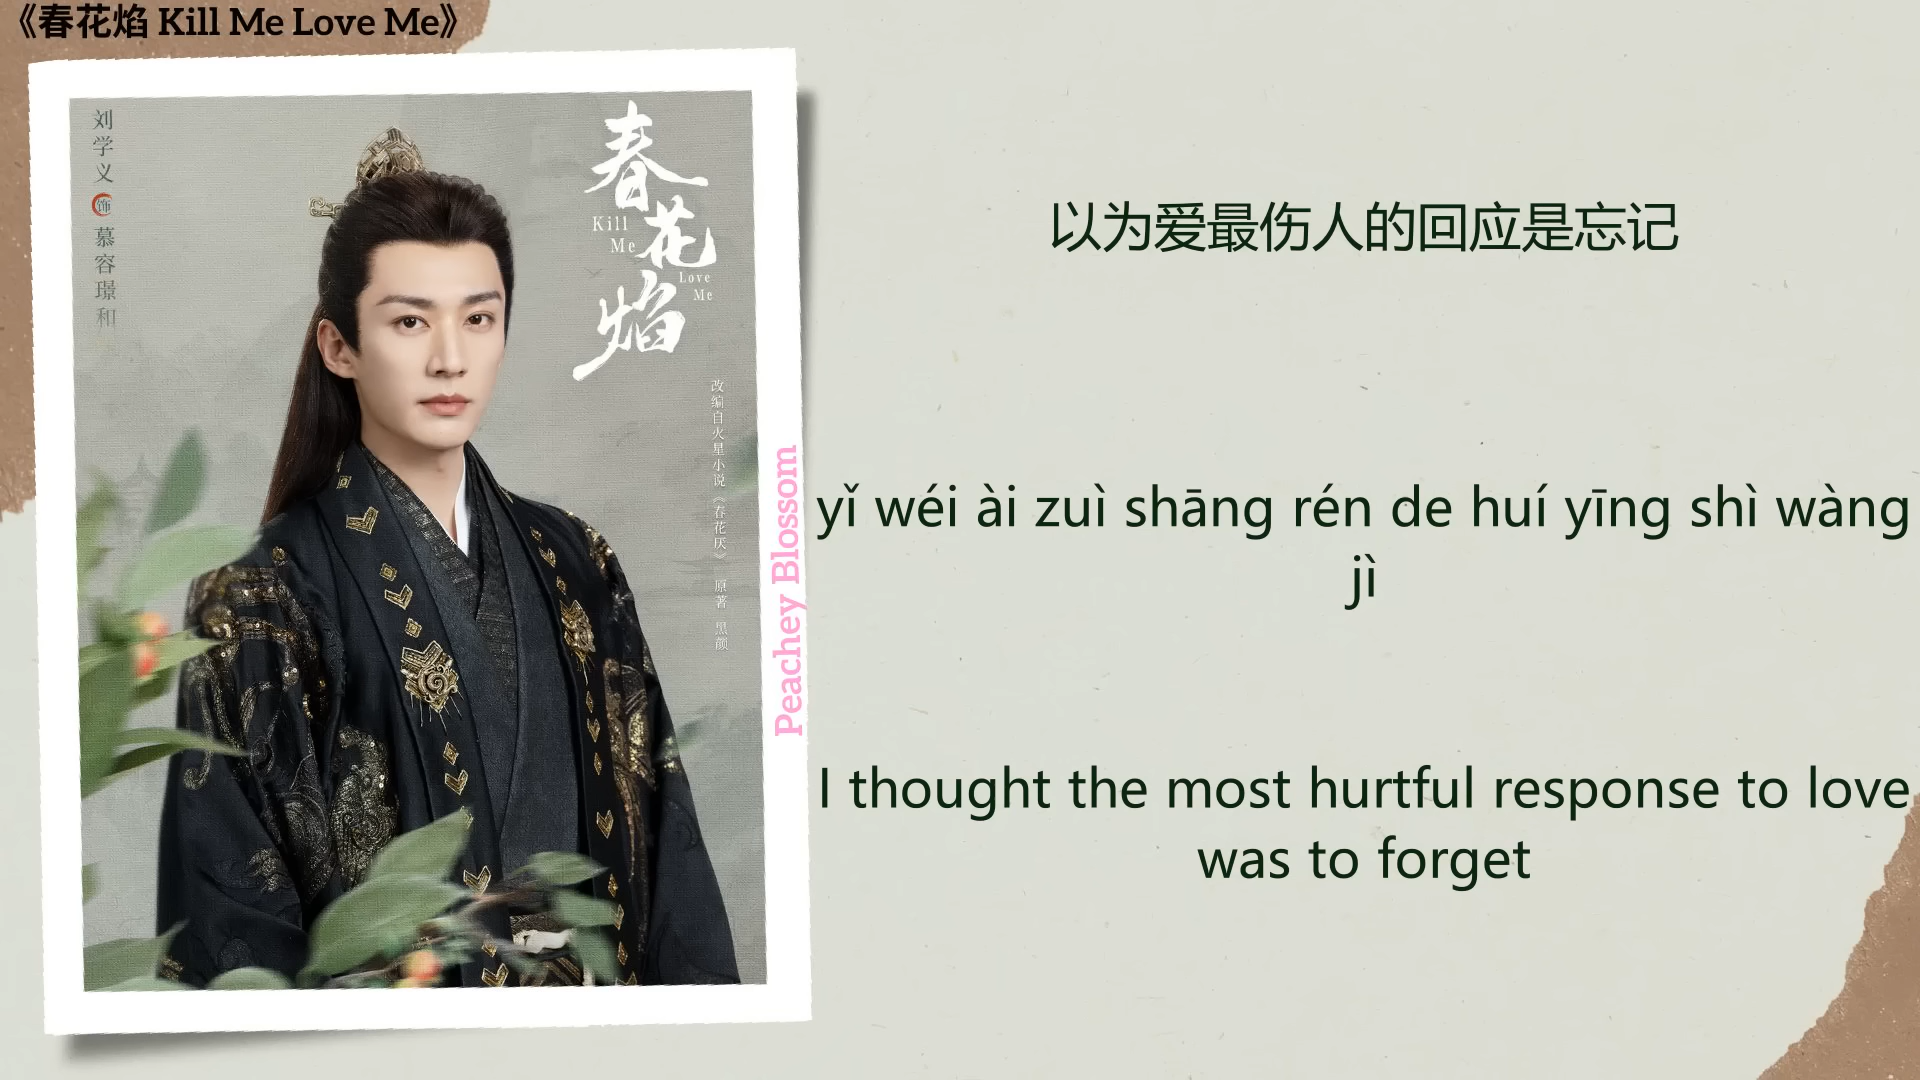 《春花焰 Kill Me Love Me》
刘学义
饰
慕容璟和
春花焰
Kill
Me
Love
Me
改编自火星小说《春花厌》 原著 黑颜
Peachey Blossom
以为爱最伤人的回应是忘记
yǐ wéi ài zuì shāng rén de huí yīng shì wàng
jì
I thought the most hurtful response to love
was to forget